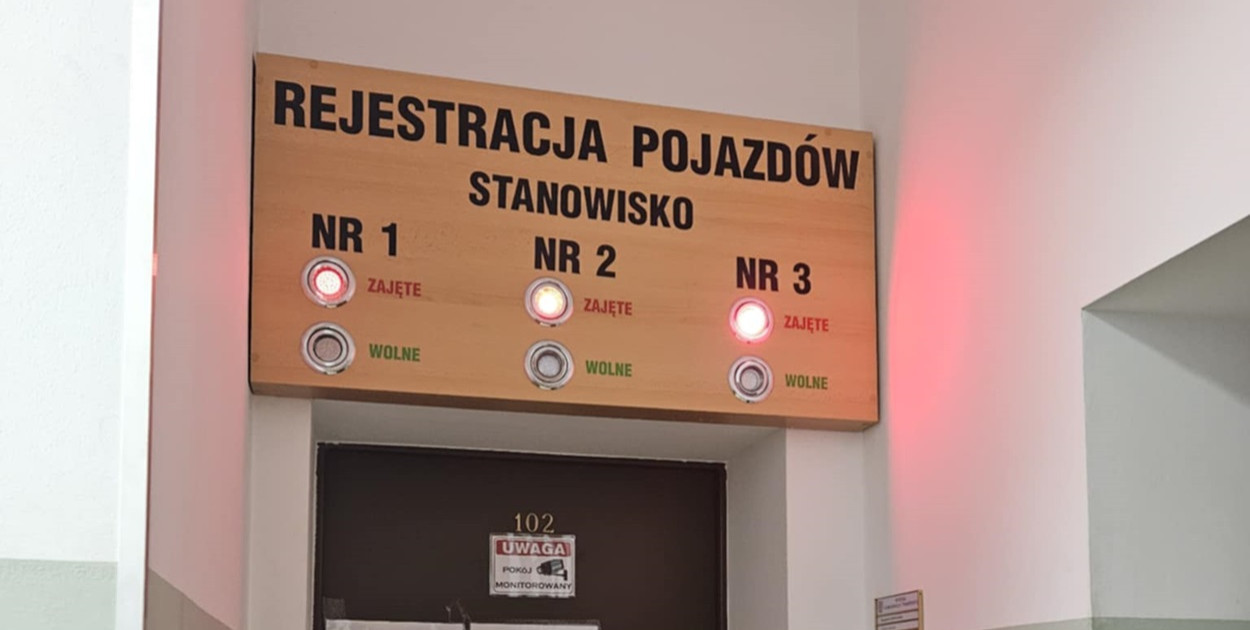 REJESTRACJA POJAZDÓW
STANOWISKO
NR 1 NR 2 NR 3
ZAJĘTE ZAJĘTE ZAJĘTE
WOLNE WOLNE WOLNE
102
UWAGA
POKÓJ
MONITOROWANY